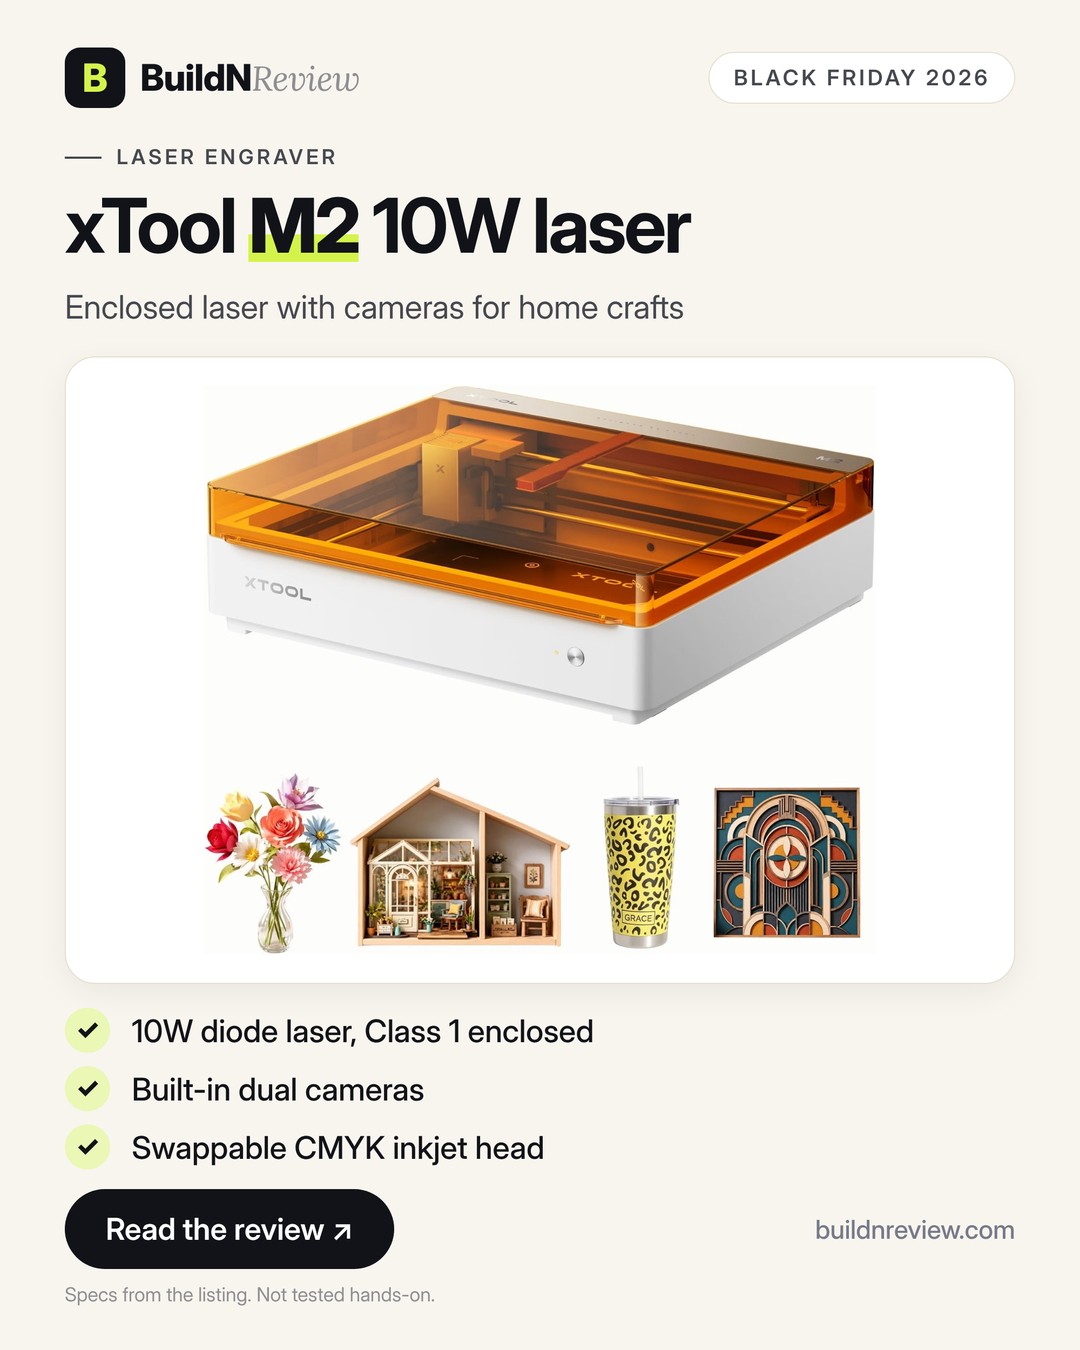 B BuildNReview
BLACK FRIDAY 2026
LASER ENGRAVER
xTool M2 10W laser
Enclosed laser with cameras for home crafts
XTOOL
GRACE
10W diode laser, Class 1 enclosed
Built-in dual cameras
Swappable CMYK inkjet head
Read the review ↗
buildnreview.com
Specs from the listing. Not tested hands-on.